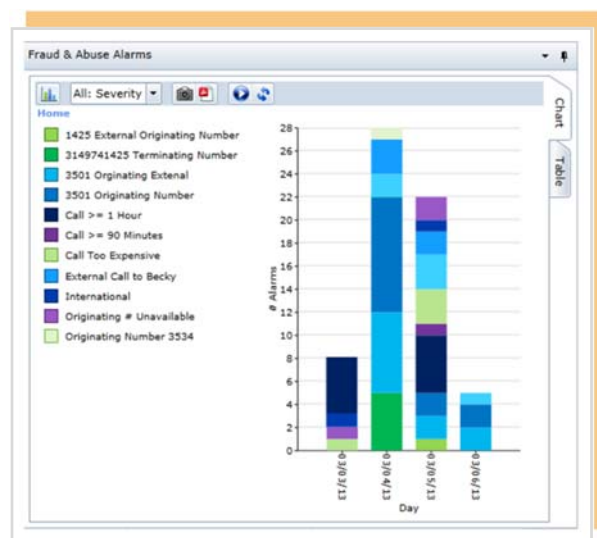 Fraud & Abuse Alarms
All: Severity
Home
1425 External Originating Number
3149741425 Terminating Number
3501 Orginating Extenal
3501 Originating Number
Call >= 1 Hour
Call >= 90 Minutes
Call Too Expensive
External Call to Becky
International
Originating # Unavailable
Originating Number 3534
# Alarms
28
26
24
22
20
18
16
14
12
10
8
6
4
2
0
03/03/13
03/04/13
03/05/13
03/06/13
Day
Chart
Table